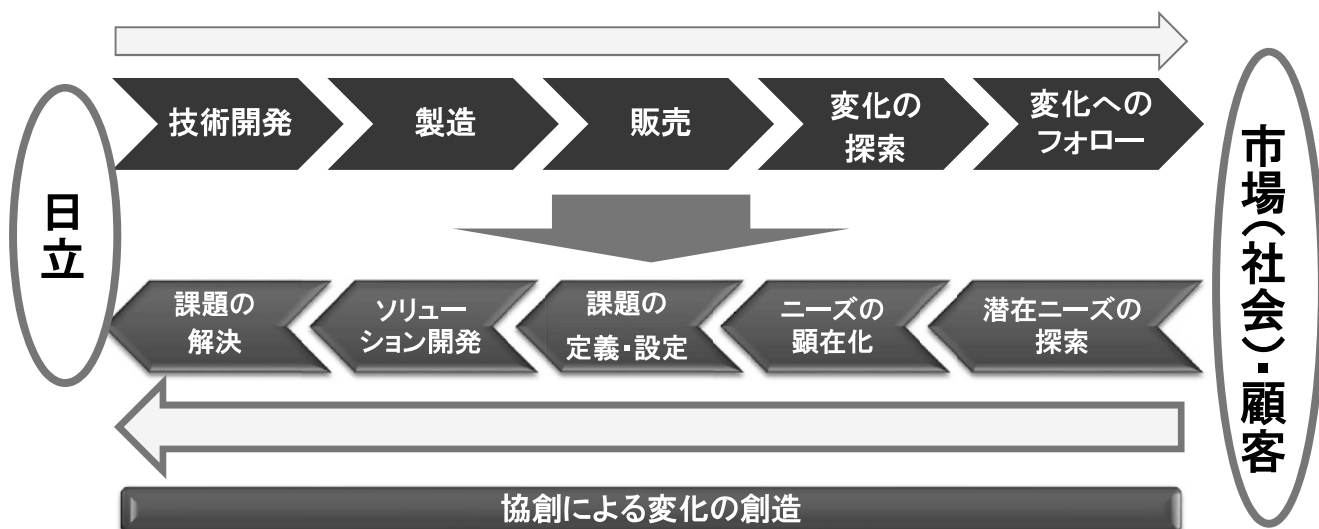 日立
技術開発
製造
販売
変化の
探索
変化への
フォロー
市場(社会)・顧客
課題の
解決
ソリュー
ション開発
課題の
定義・設定
ニーズの
顕在化
潜在ニーズの
探索
協創による変化の創造